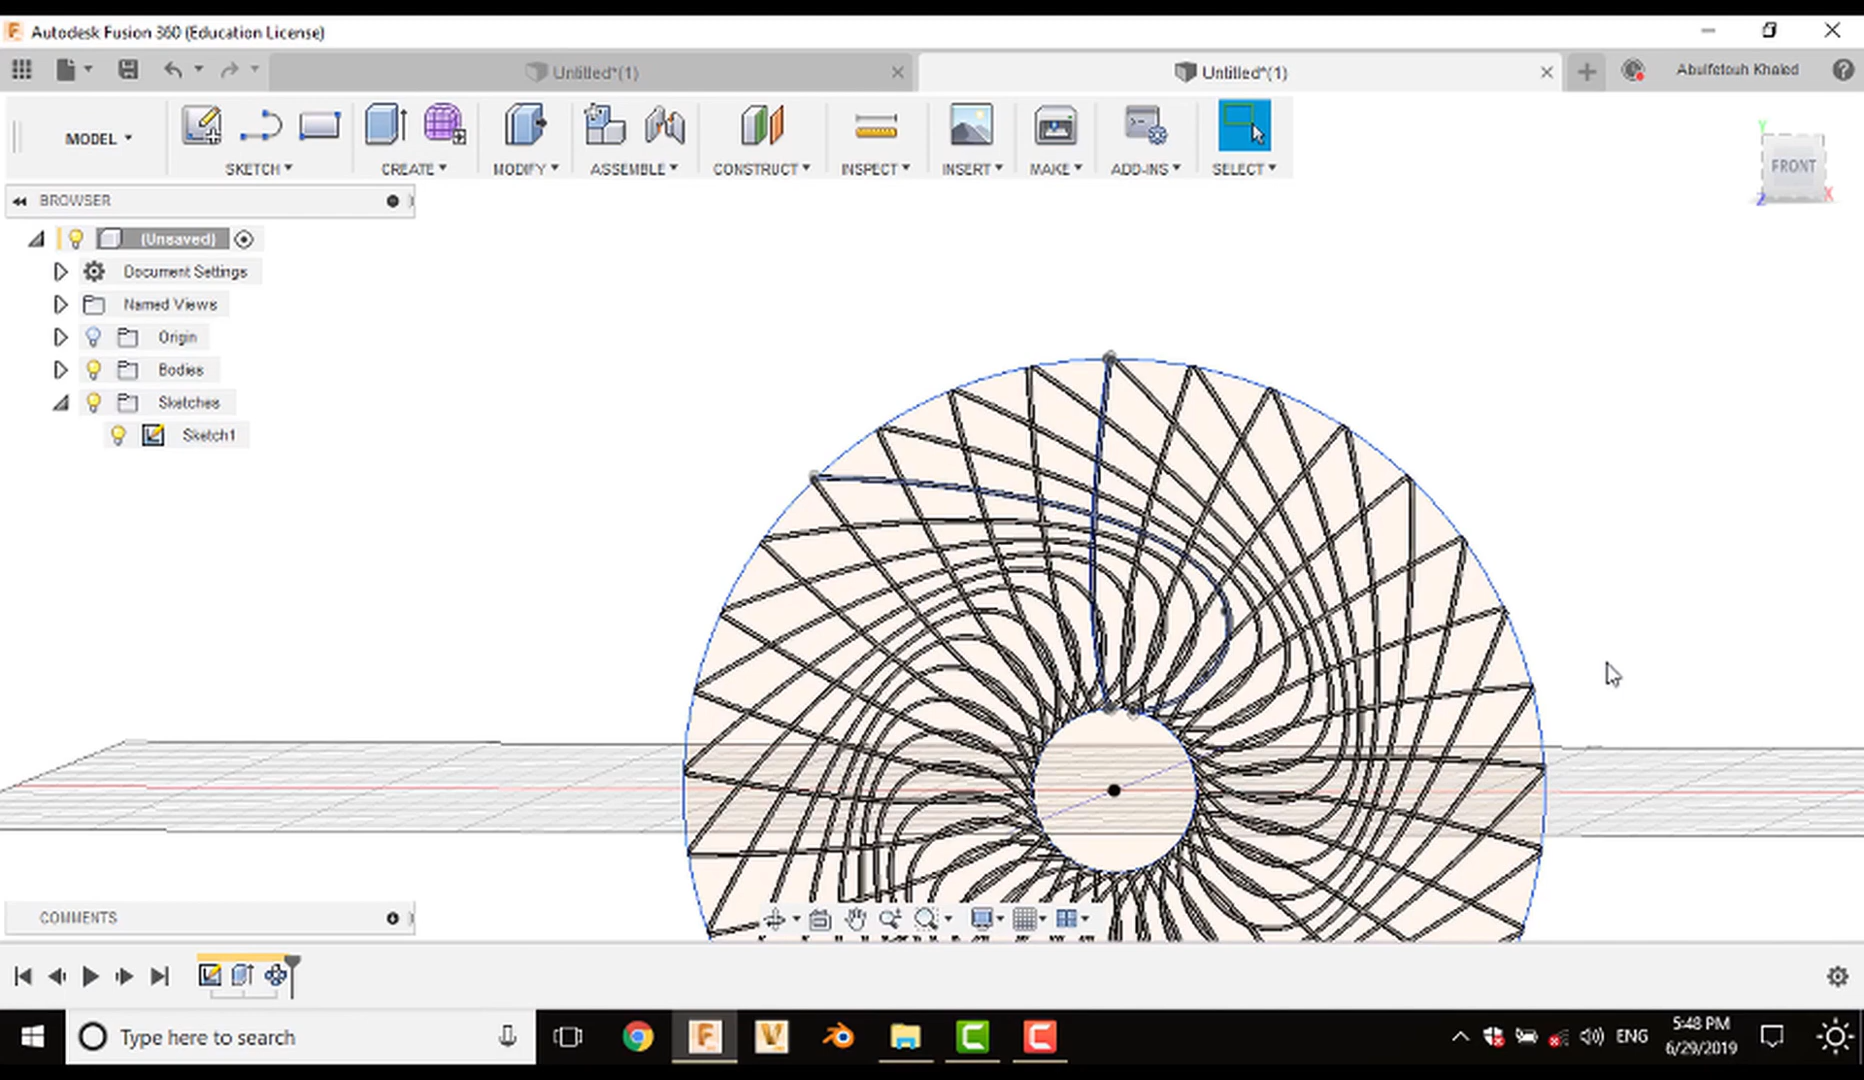 Autodesk Fusion 360 (Education License)
Untitled*(1)
Untitled*(1)
Abulfetouh Khaled
MODEL
SKETCH
CREATE
MODIFY
ASSEMBLE
CONSTRUCT
INSPECT
INSERT
MAKE
ADD-INS
SELECT
Y
FRONT
Z
X
BROWSER
(Unsaved)
Document Settings
Named Views
Origin
Bodies
Sketches
Sketch1
COMMENTS
Type here to search
ENG
5:48 PM
6/29/2019